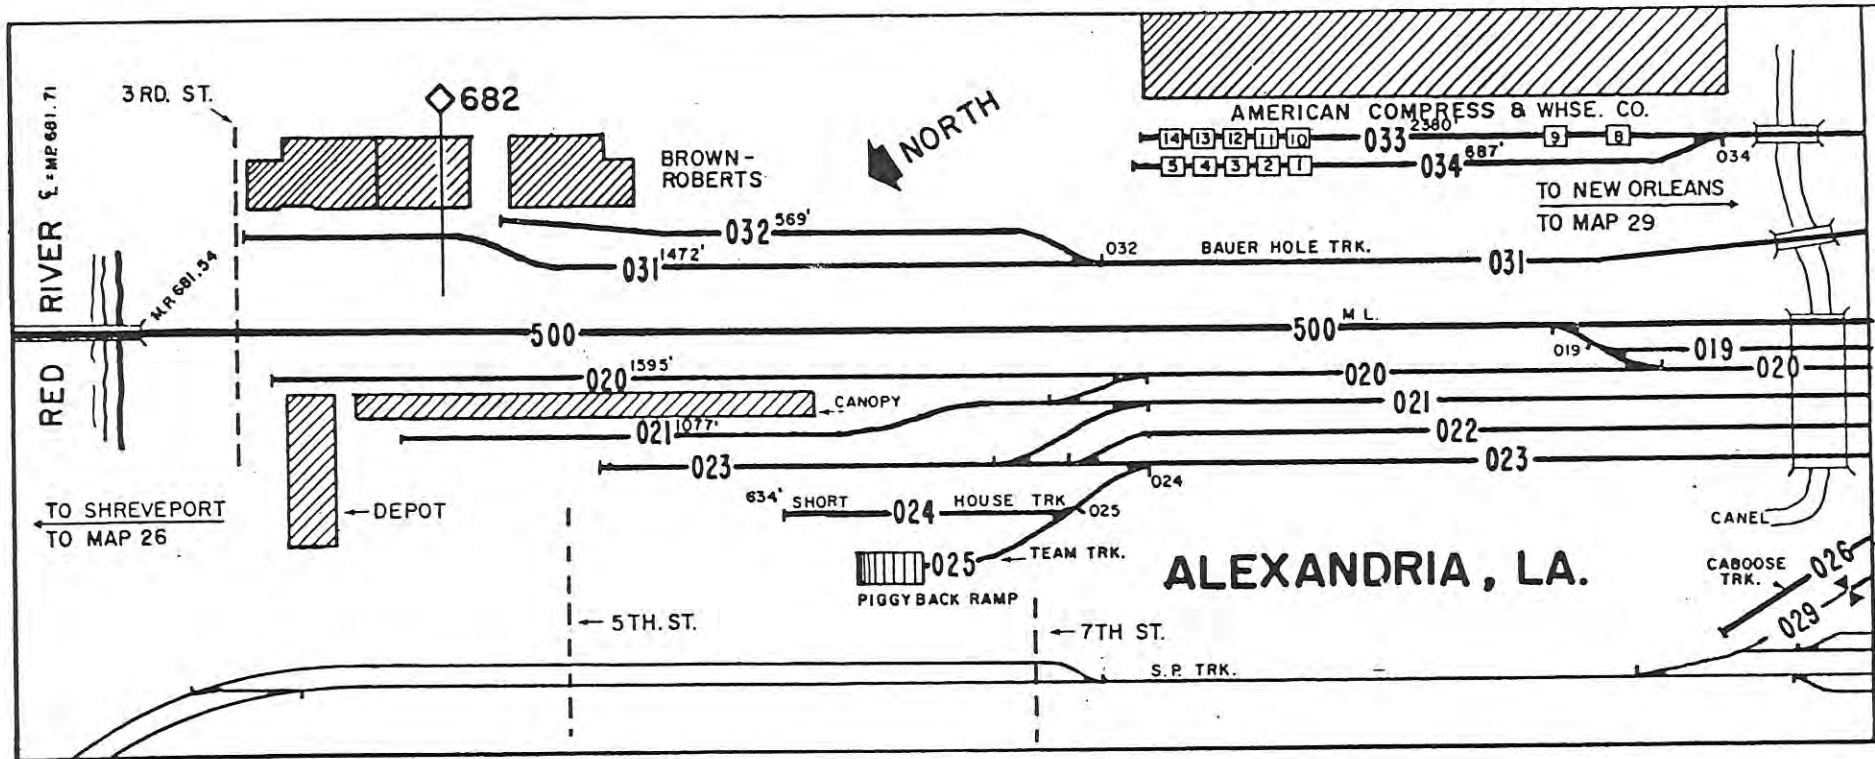 RED RIVER ℄ = MP.681.71
3RD. ST.
682
BROWN-
ROBERTS
NORTH
AMERICAN COMPRESS & WHSE. CO.
14 13 12 11 10 033 2380' 9 8
5 4 3 2 1 034 687' 034
TO NEW ORLEANS
TO MAP 29
032 569' 032
BAUER HOLE TRK.
031 1472' 031
M.P. 681.54
500 500 M L.
019 019
020 1595' 020 020
CANOPY
021 1077' 021
022
023 023
024
634' SHORT 024 HOUSE TRK 025
TO SHREVEPORT
TO MAP 26
DEPOT
025 TEAM TRK.
PIGGYBACK RAMP
ALEXANDRIA, LA.
CANEL
CABOOSE
TRK.
026
029
5TH. ST.
7TH ST.
S.P. TRK.